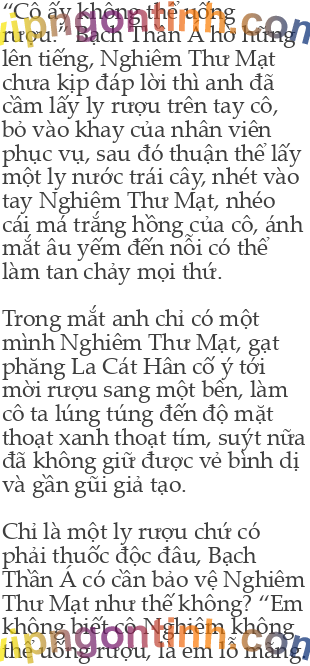 “Cô ấy không thể uống
rượu.” Bạch Thần Á hờ hững
lên tiếng, Nghiêm Thư Mạt
chưa kịp đáp lời thì anh đã
cầm lấy ly rượu trên tay cô,
bỏ vào khay của nhân viên
phục vụ, sau đó thuận thế lấy
một ly nước trái cây, nhét vào
tay Nghiêm Thư Mạt, nhéo
cái má trắng hồng của cô, ánh
mắt âu yếm đến nỗi có thể
làm tan chảy mọi thứ.
Trong mắt anh chỉ có một
mình Nghiêm Thư Mạt, gạt
phăng La Cát Hân cố ý tới
mời rượu sang một bên, làm
cô ta lúng túng đến độ mặt
thoạt xanh thoạt tím, suýt nữa
đã không giữ được vẻ bình dị
và gần gũi giả tạo.
Chỉ là một ly rượu chứ có
phải thuốc độc đâu, Bạch
Thần Á có cần bảo vệ Nghiêm
Thư Mạt như thế không? “Em
không biết cô Nghiêm không
thể uống rượu, là em lỗ mãng